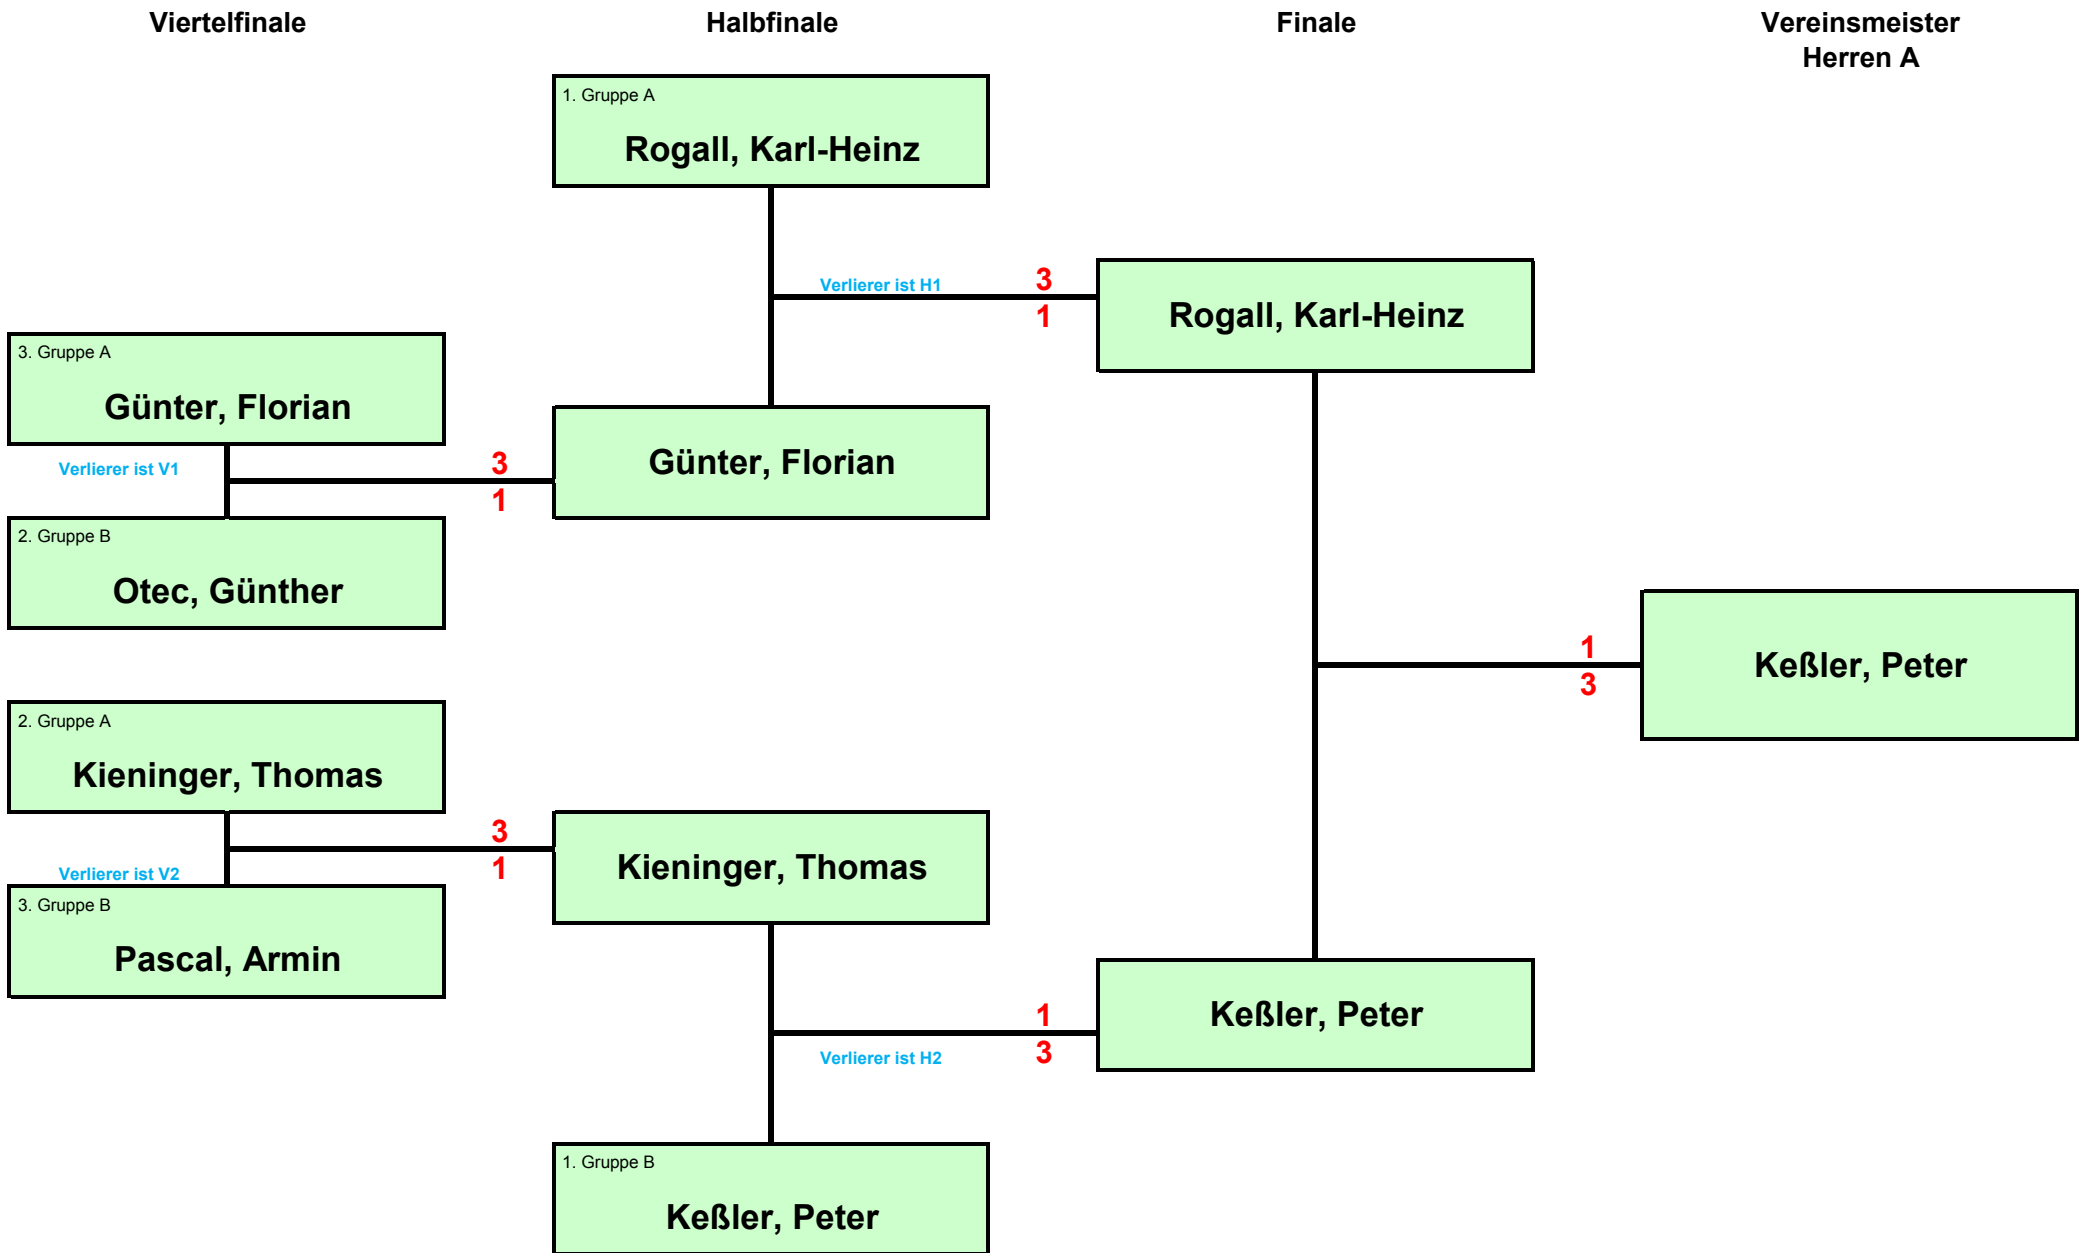 Viertelfinale
Halbfinale
Finale
Vereinsmeister
Herren A
1. Gruppe A
Rogall, Karl-Heinz
Verlierer ist H1
3
1
Rogall, Karl-Heinz
3. Gruppe A
Günter, Florian
Verlierer ist V1
3
1
Günter, Florian
2. Gruppe B
Otec, Günther
1
3
Keßler, Peter
2. Gruppe A
Kieninger, Thomas
Verlierer ist V2
3
1
Kieninger, Thomas
3. Gruppe B
Pascal, Armin
1
3
Verlierer ist H2
Keßler, Peter
1. Gruppe B
Keßler, Peter